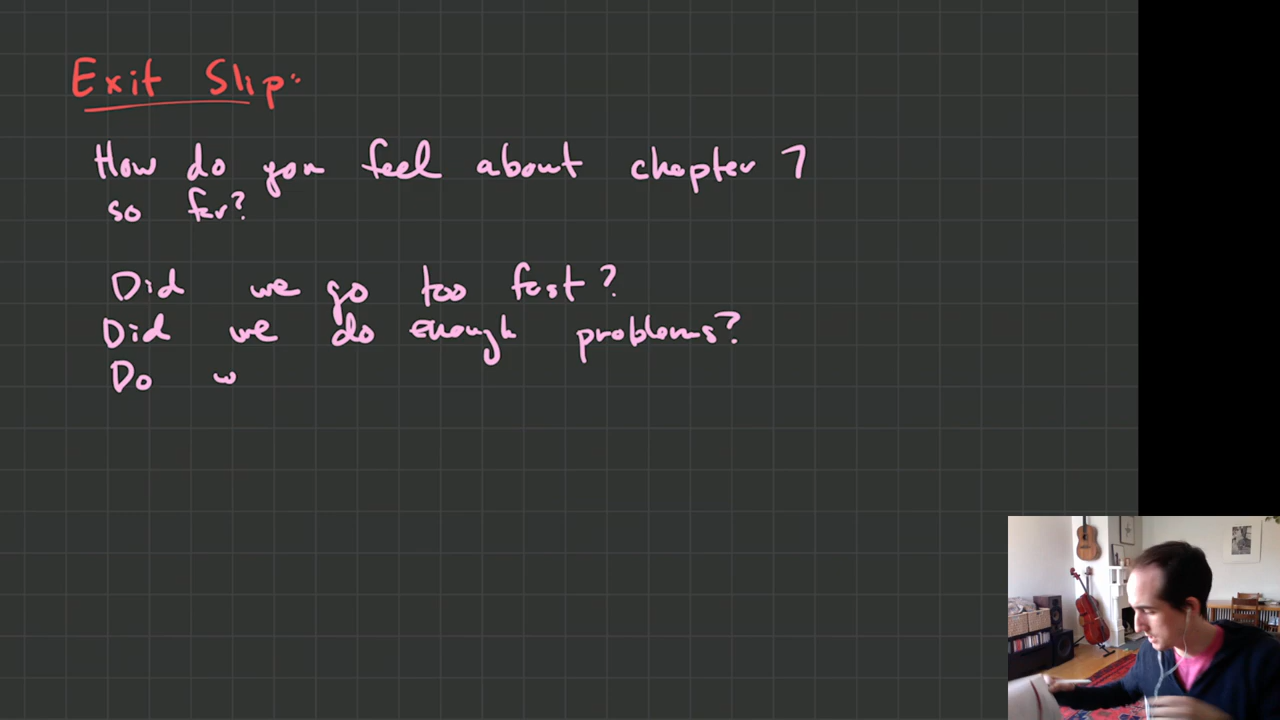 Exit Slip:
How do you feel about chapter 7
so far?
Did we go too fast?
Did we do enough problems?
Do w